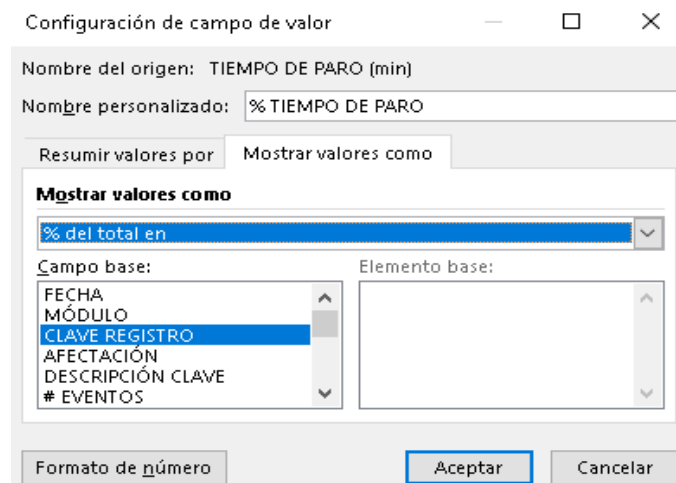 Configuración de campo de valor
Nombre del origen: TIEMPO DE PARO (min)
Nombre personalizado: % TIEMPO DE PARO
Resumir valores por Mostrar valores como
Mostrar valores como
% del total en
Campo base: Elemento base:
FECHA
MÓDULO
CLAVE REGISTRO
AFECTACIÓN
DESCRIPCIÓN CLAVE
# EVENTOS
Formato de número Aceptar Cancelar